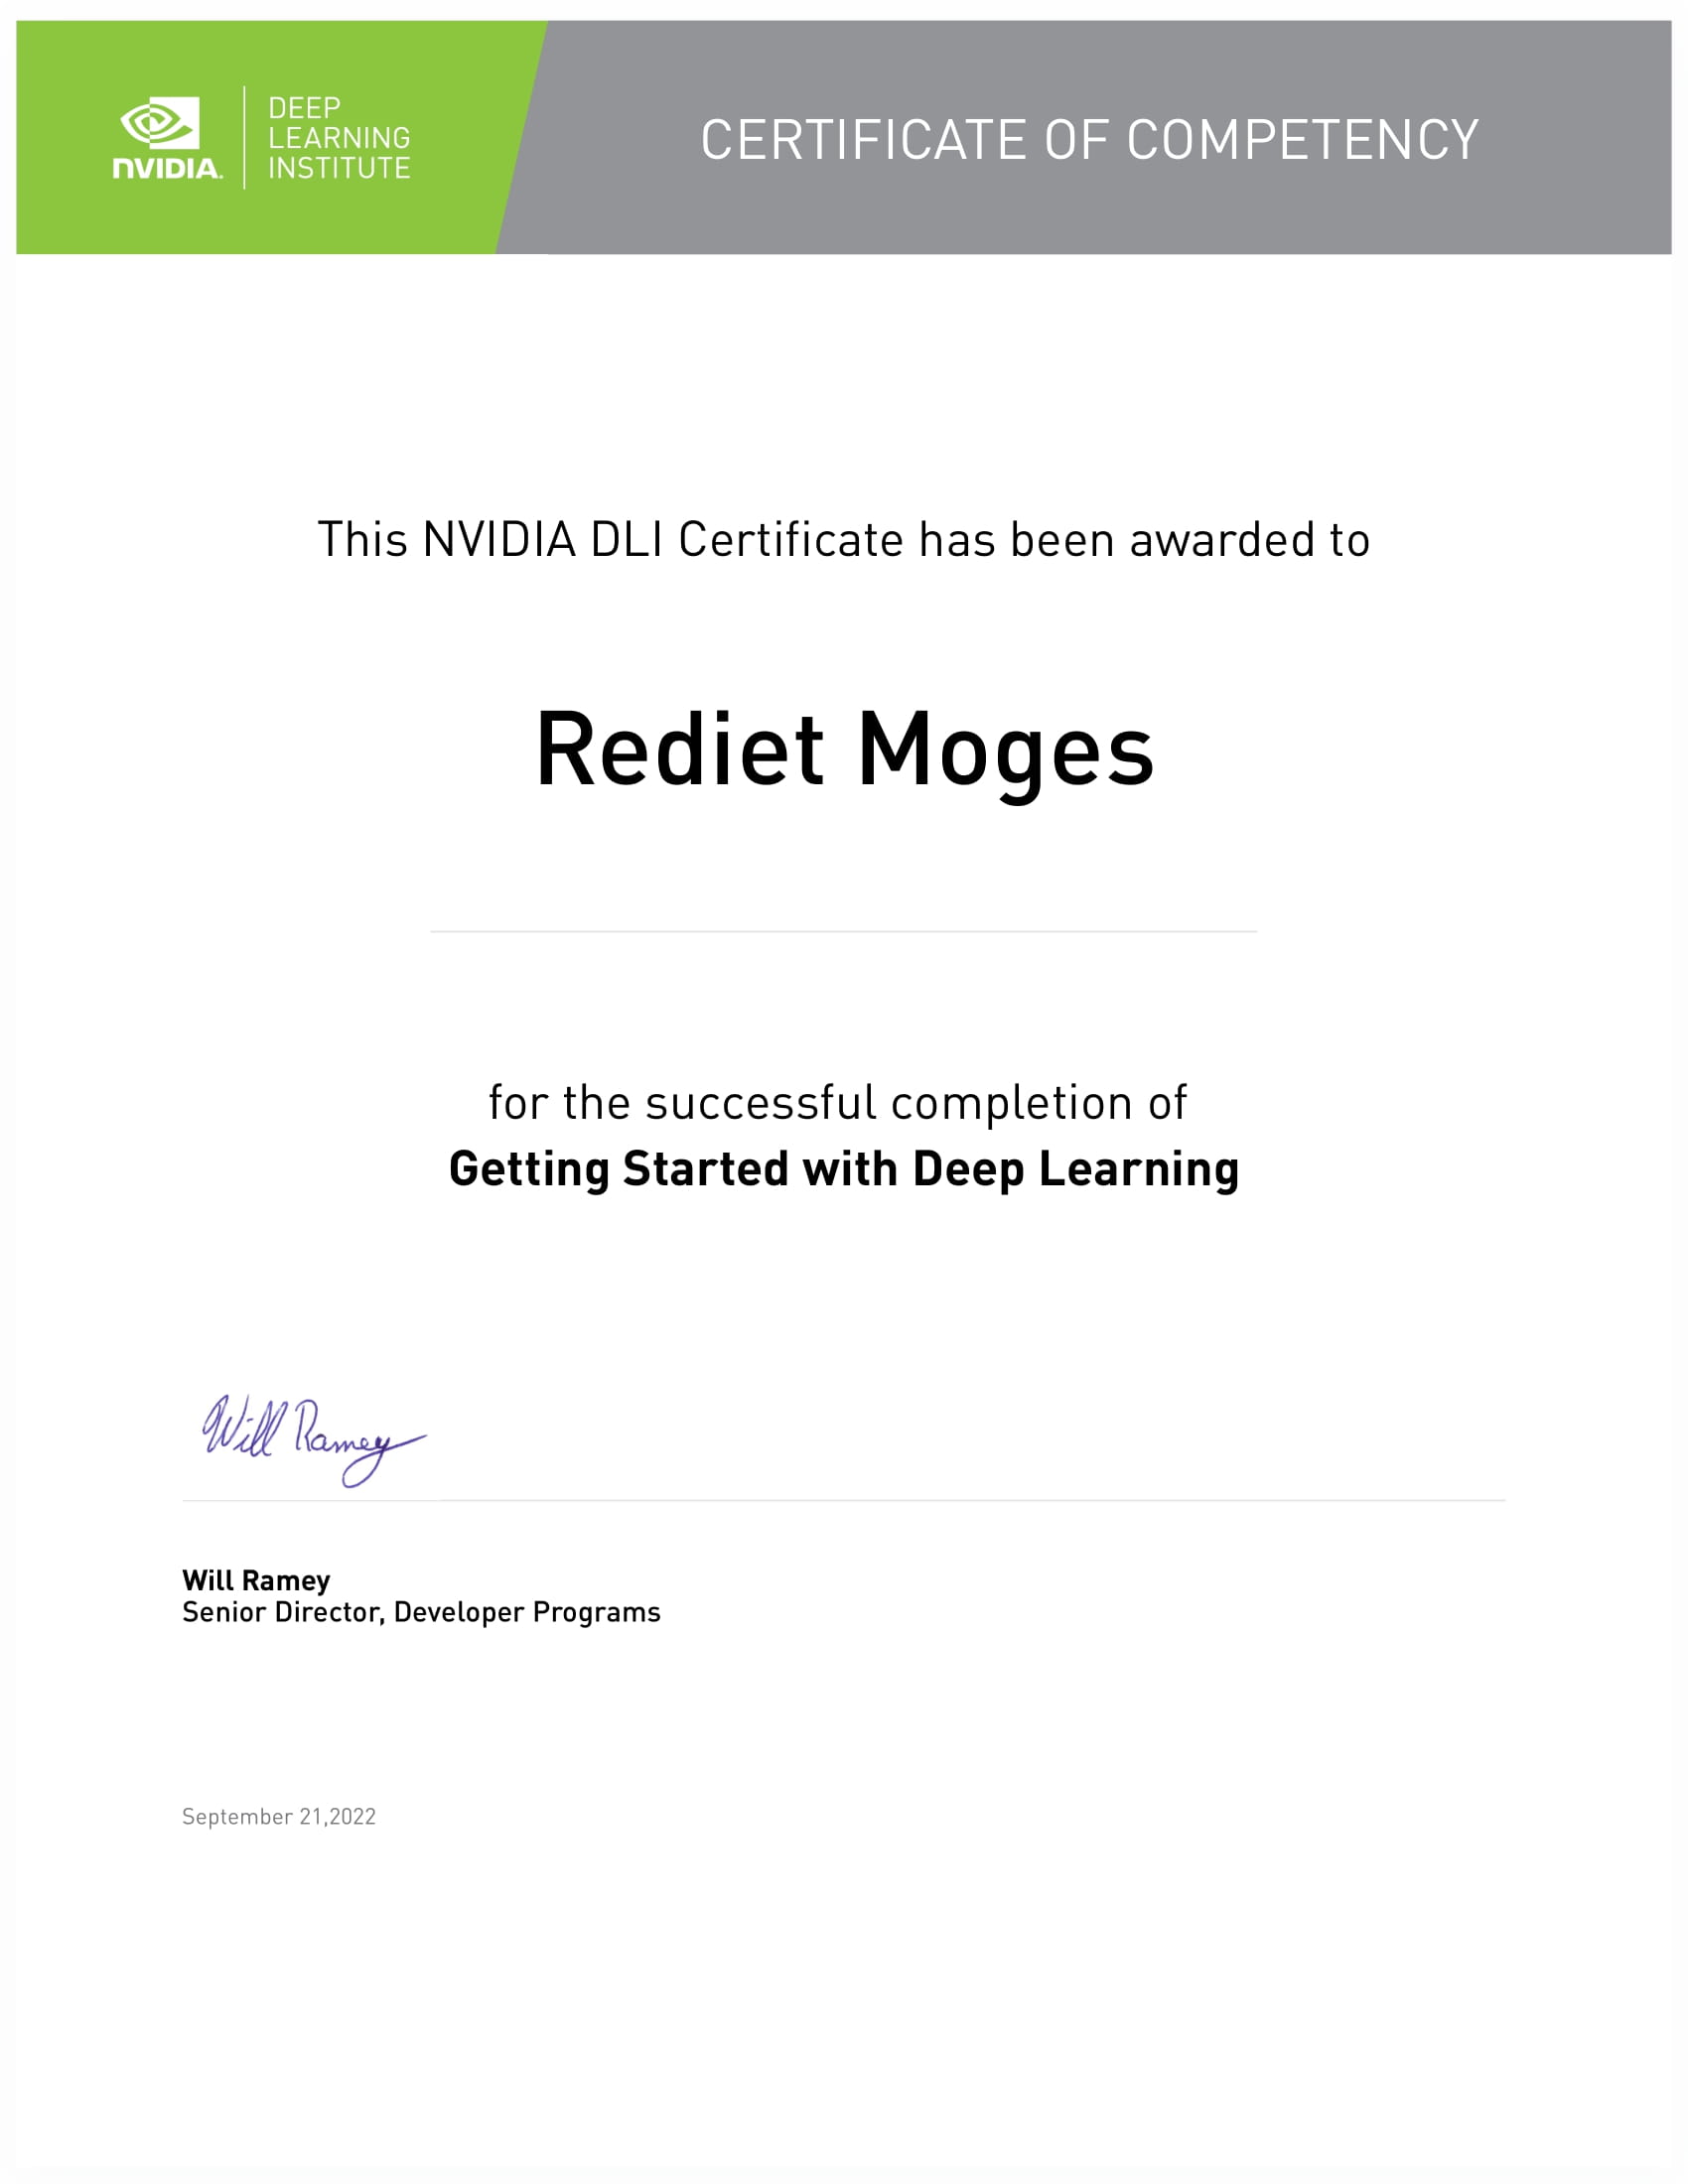 NVIDIA.
DEEP
LEARNING
INSTITUTE
CERTIFICATE OF COMPETENCY
This NVIDIA DLI Certificate has been awarded to
Rediet Moges
for the successful completion of
Getting Started with Deep Learning
Will Ramey
Will Ramey
Senior Director, Developer Programs
September 21,2022